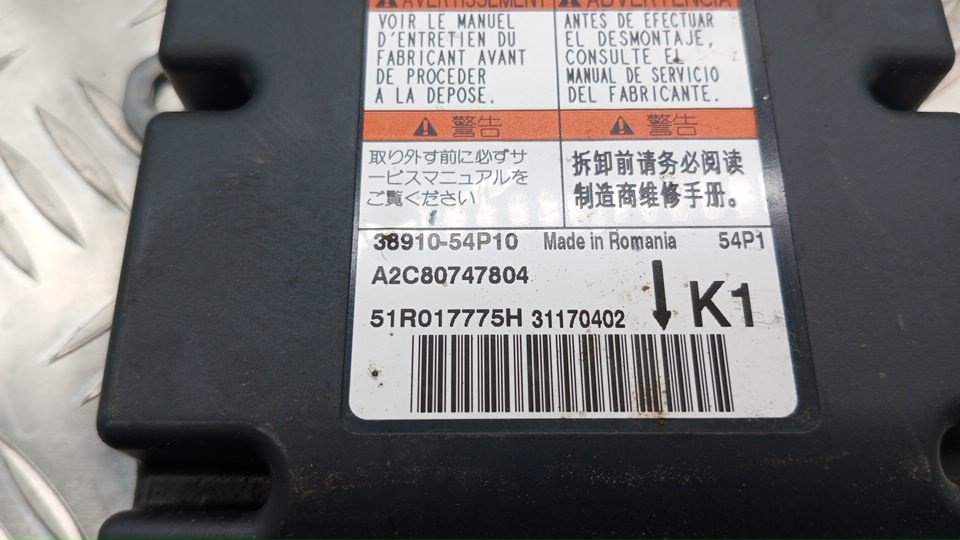 AVERTISSEMENT
VOIR LE MANUEL
D'ENTRETIEN DU
FABRICANT AVANT
DE PROCEDER
A LA DEPOSE.
ADVERTENCIA
ANTES DE EFECTUAR
EL DESMONTAJE,
CONSULTE EL
MANUAL DE SERVICIO
DEL FABRICANTE.
警告
取り外す前に必ずサ
ービスマニュアルを
ご覧ください
警告
拆卸前请务必阅读
制造商维修手册。
38910-54P10 Made in Romania 54P1
A2C80747804
51R017775H 31170402
K1